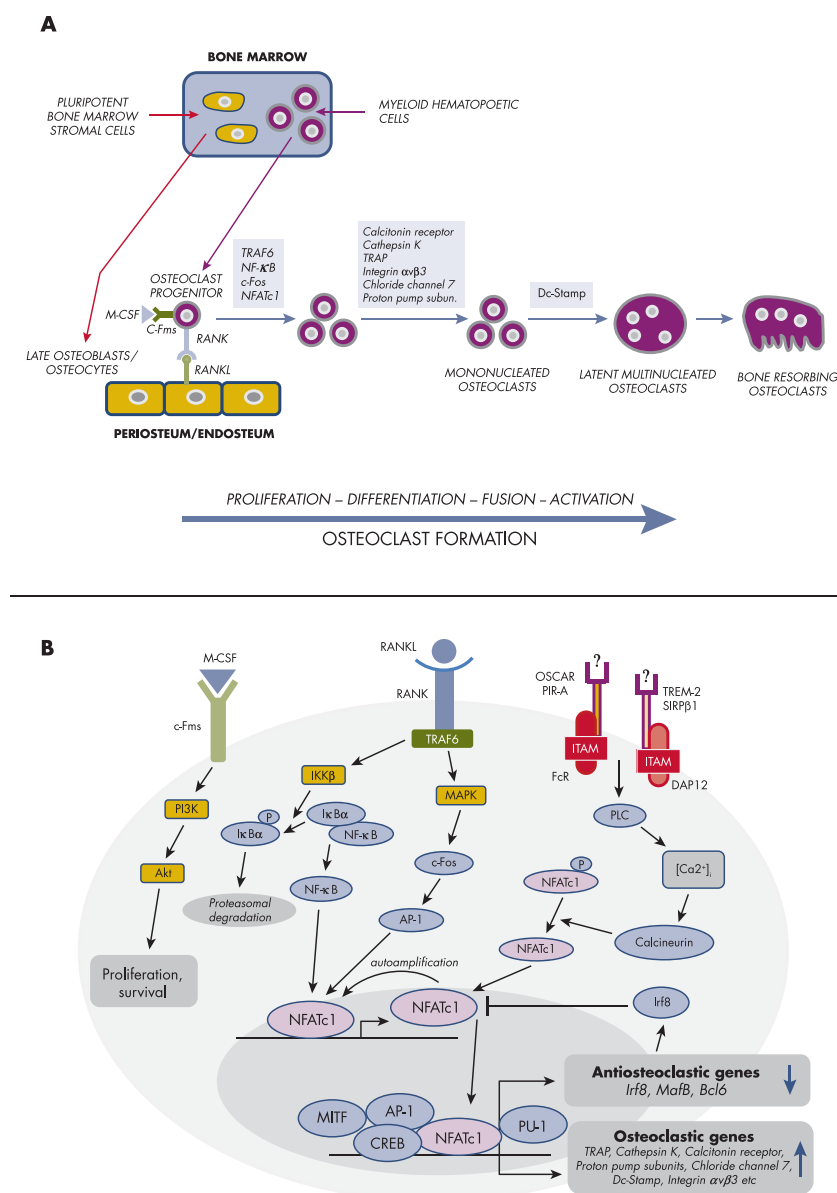 A
BONE MARROW
PLURIPOTENT
BONE MARROW
STROMAL CELLS
MYELOID HEMATOPOETIC
CELLS
OSTEOCLAST
PROGENITOR
M-CSF
C-Fms
RANK
RANKL
LATE OSTEOBLASTS/
OSTEOCYTES
PERIOSTEUM/ENDOSTEUM
TRAF6
NF-κB
c-Fos
NFATc1
Calcitonin receptor
Cathepsin K
TRAP
Integrin αvβ3
Chloride channel 7
Proton pump subun.
Dc-Stamp
MONONUCLEATED
OSTEOCLASTS
LATENT MULTINUCLEATED
OSTEOCLASTS
BONE RESORBING
OSTEOCLASTS
PROLIFERATION – DIFFERENTIATION – FUSION – ACTIVATION
OSTEOCLAST FORMATION
B
M-CSF
c-Fms
PI3K
Akt
Proliferation,
survival
RANKL
RANK
TRAF6
IKKβ
MAPK
P
IκBα
IκBα
NF-κB
Proteasomal
degradation
NF-κB
c-Fos
AP-1
OSCAR
PIR-A
?
?
TREM-2
SIRPβ1
ITAM
ITAM
FcR
DAP12
PLC
[Ca²⁺]ᵢ
Calcineurin
P
NFATc1
NFATc1
autoamplification
NFATc1
NFATc1
Irf8
Antiosteoclastic genes
Irf8, MafB, Bcl6
MITF
AP-1
CREB
NFATc1
PU-1
Osteoclastic genes
TRAP, Cathepsin K, Calcitonin receptor,
Proton pump subunits, Chloride channel 7,
Dc-Stamp, Integrin αvβ3 etc